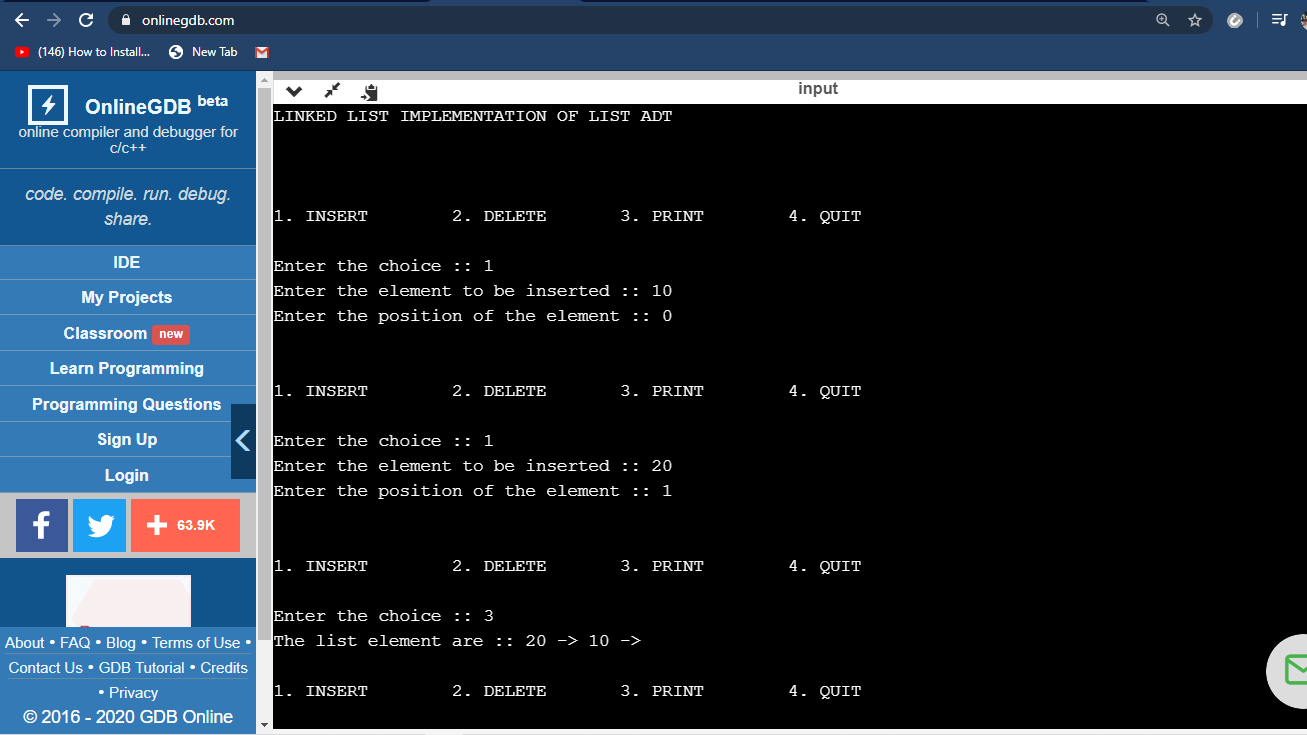 onlinegdb.com
(146) How to Install... New Tab
OnlineGDB beta
online compiler and debugger for
c/c++
code. compile. run. debug.
share.
IDE
My Projects
Classroom new
Learn Programming
Programming Questions
Sign Up
Login
63.9K
About • FAQ • Blog • Terms of Use •
Contact Us • GDB Tutorial • Credits
• Privacy
© 2016 - 2020 GDB Online
input
LINKED LIST IMPLEMENTATION OF LIST ADT
1. INSERT 2. DELETE 3. PRINT 4. QUIT
Enter the choice :: 1
Enter the element to be inserted :: 10
Enter the position of the element :: 0
1. INSERT 2. DELETE 3. PRINT 4. QUIT
Enter the choice :: 1
Enter the element to be inserted :: 20
Enter the position of the element :: 1
1. INSERT 2. DELETE 3. PRINT 4. QUIT
Enter the choice :: 3
The list element are :: 20 -> 10 ->
1. INSERT 2. DELETE 3. PRINT 4. QUIT